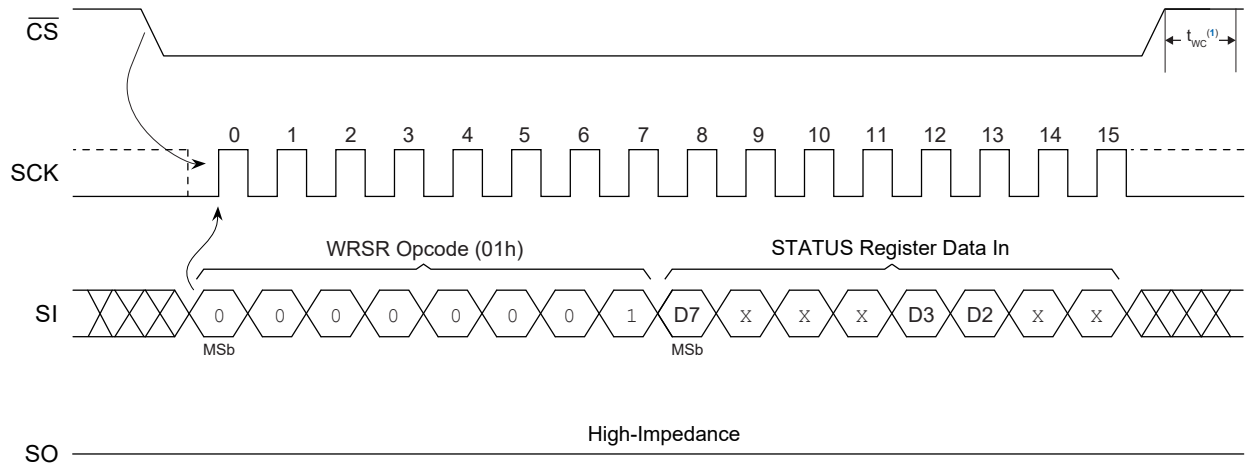 CS
tWC(1)
0 1 2 3 4 5 6 7 8 9 10 11 12 13 14 15
SCK
WRSR Opcode (01h) STATUS Register Data In
SI 0 0 0 0 0 0 0 1 D7 X X X D3 D2 X X
MSb MSb
High-Impedance
SO